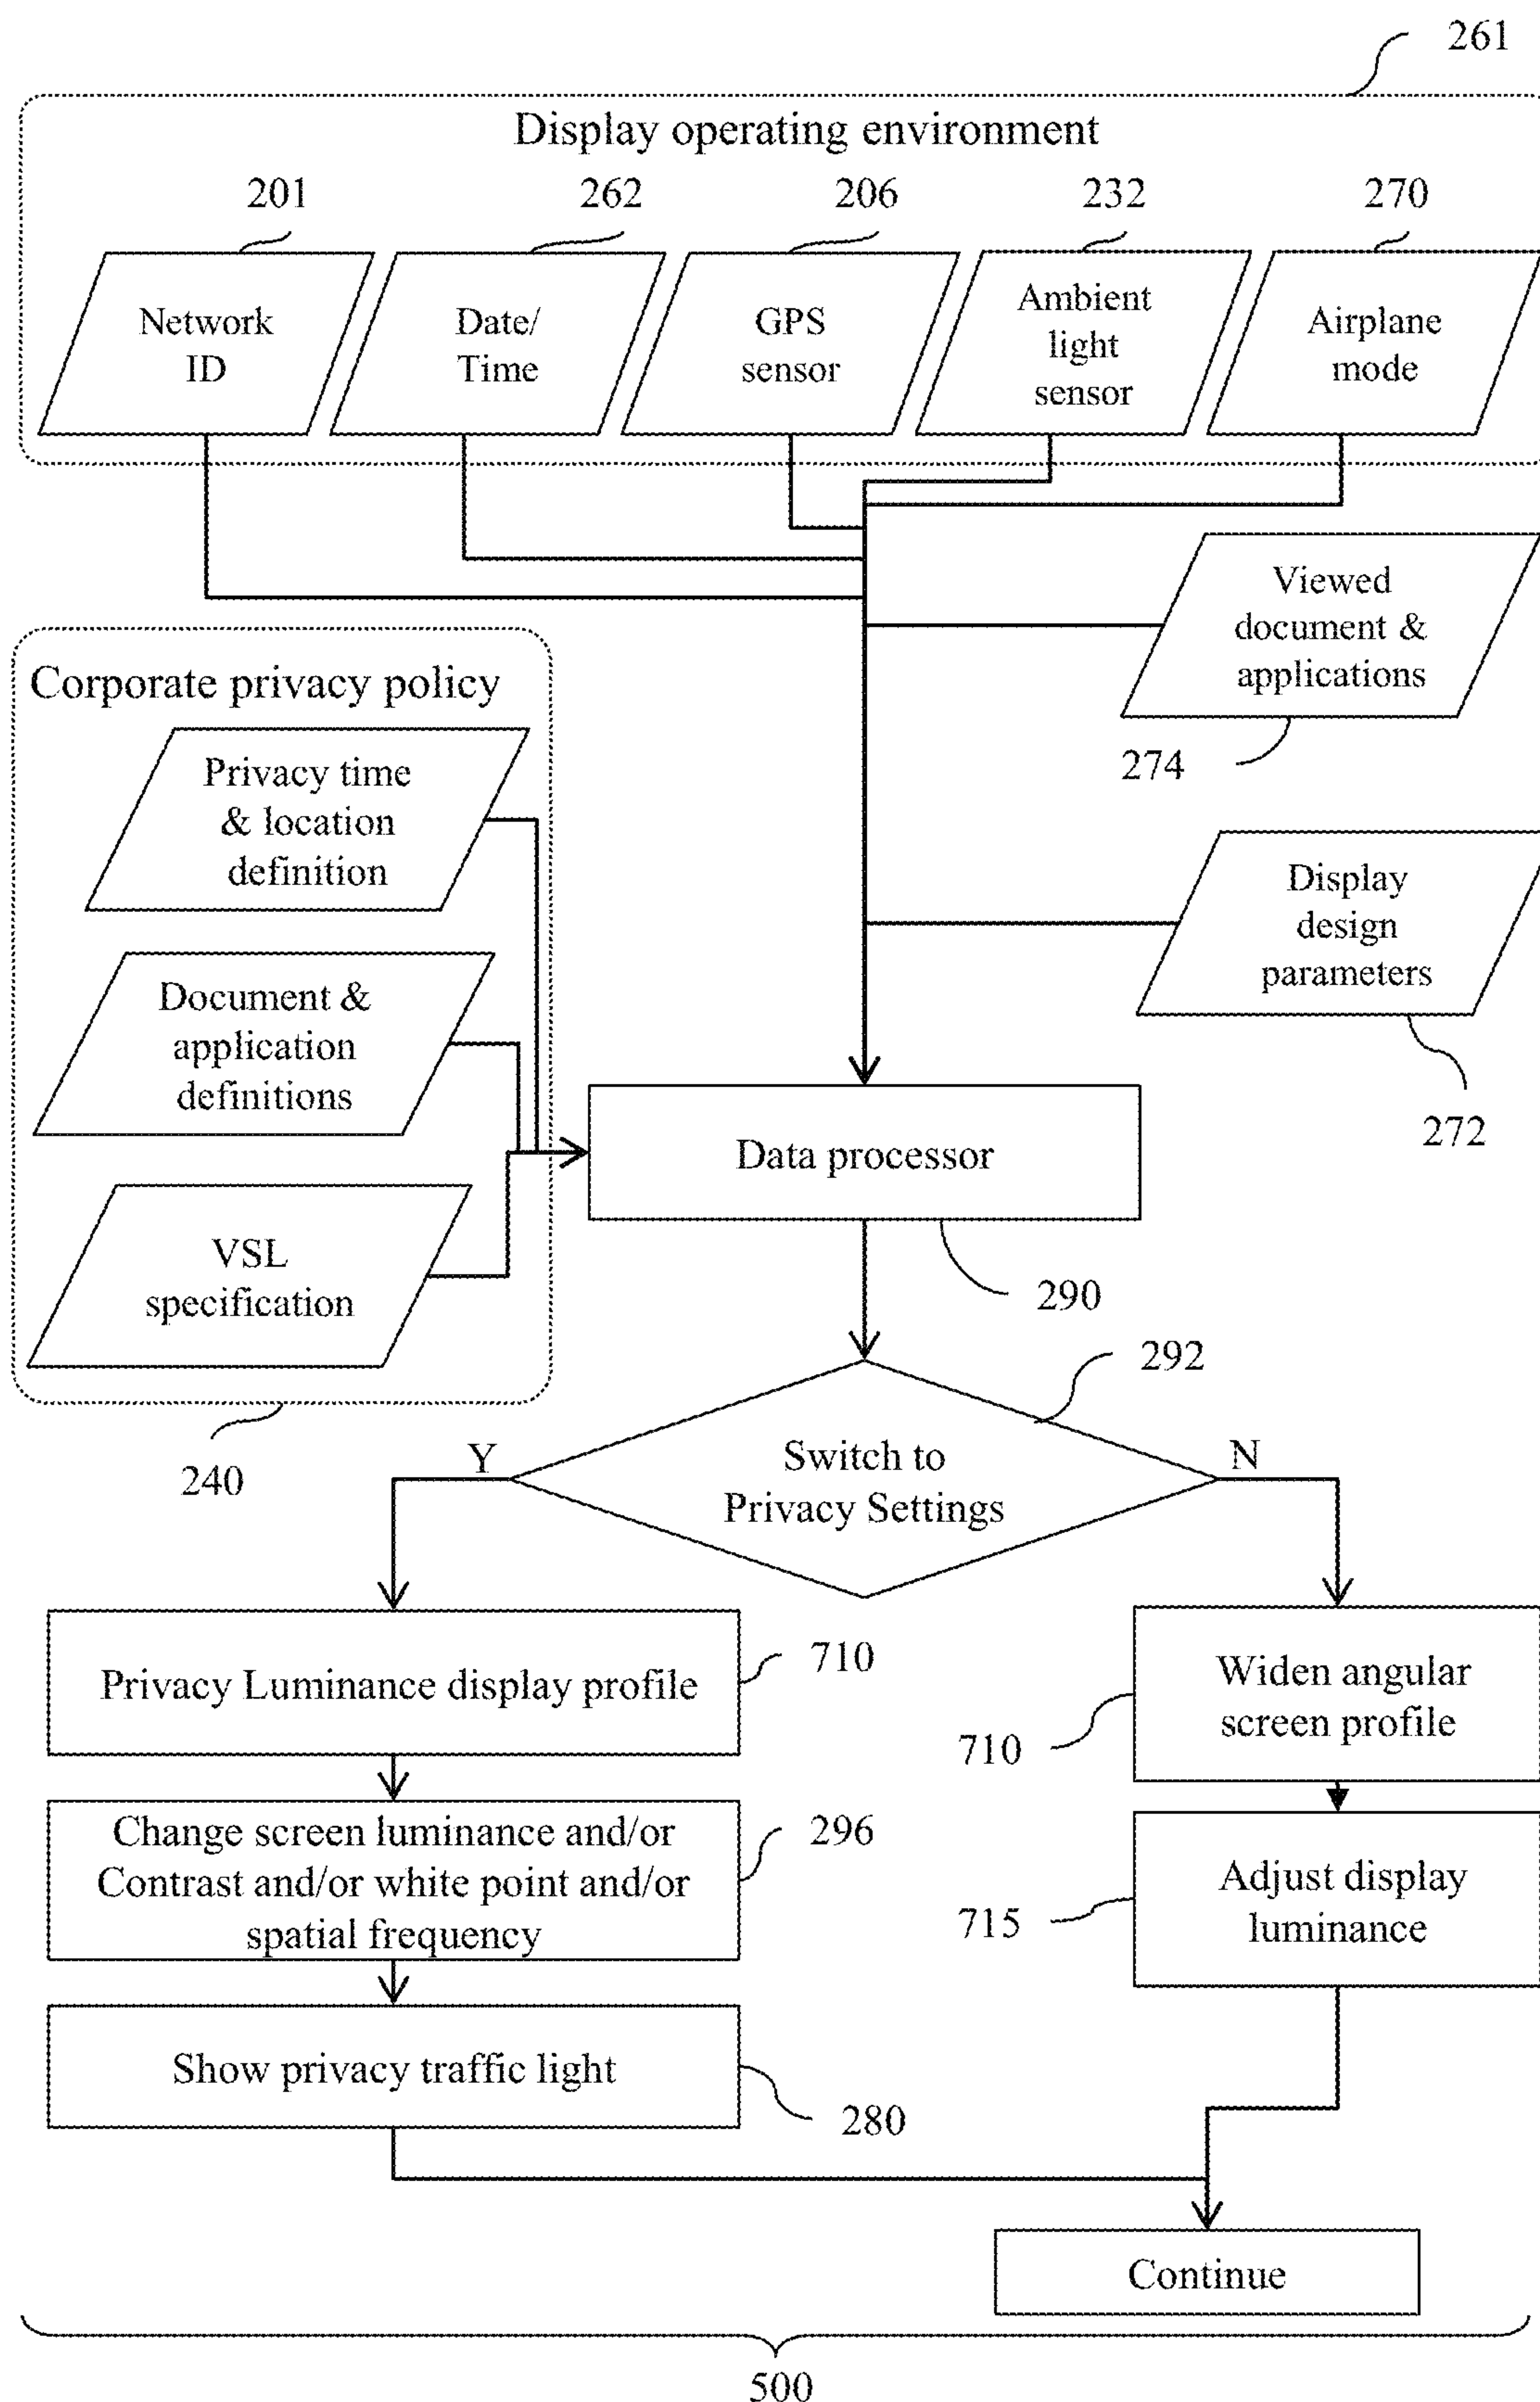 261
Display operating environment
201
262
206
232
270
Network
ID
Date/
Time
GPS
sensor
Ambient
light
sensor
Airplane
mode
Viewed
document &
applications
274
Corporate privacy policy
Privacy time
& location
definition
Document &
application
definitions
VSL
specification
240
Display
design
parameters
272
Data processor
290
292
Switch to
Privacy Settings
Y
N
Privacy Luminance display profile
710
Widen angular
screen profile
710
Change screen luminance and/or
Contrast and/or white point and/or
spatial frequency
296
Adjust display
luminance
715
Show privacy traffic light
280
Continue
500